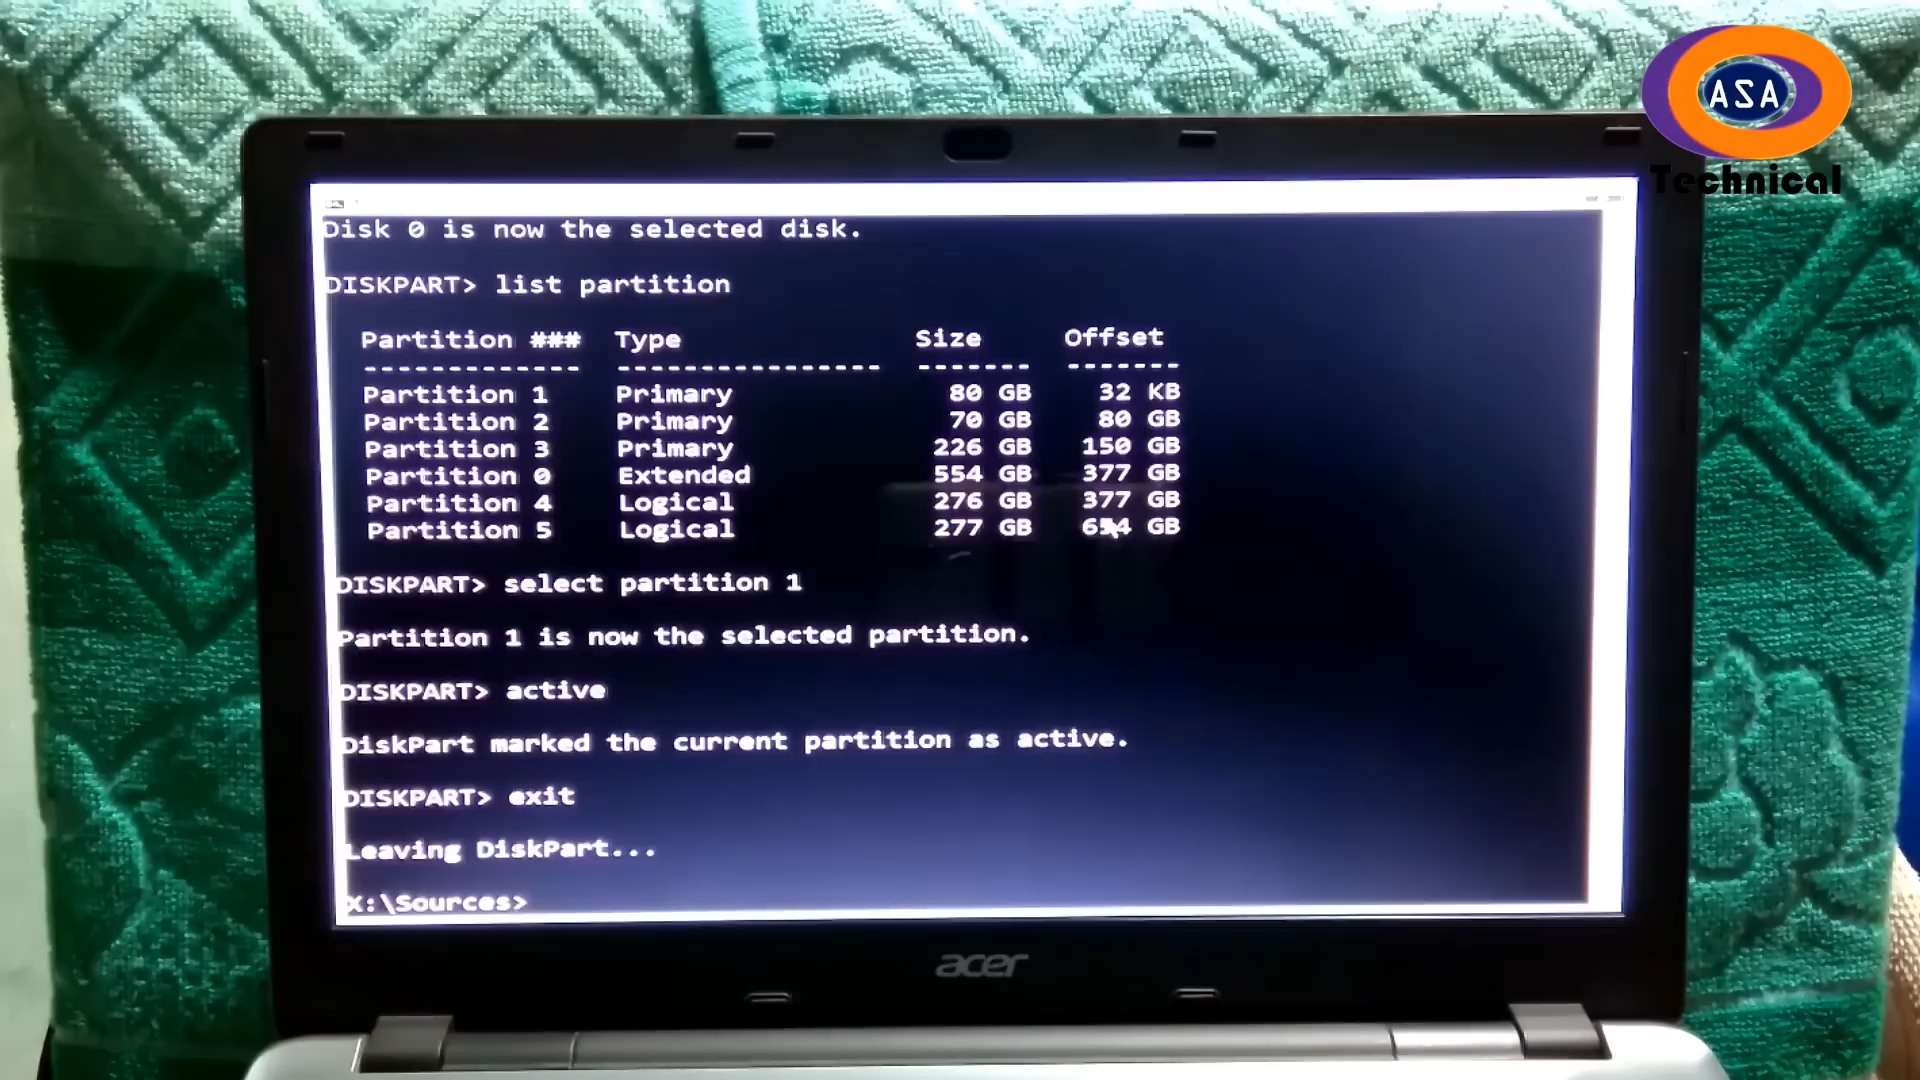 ASA
Technical
Disk 0 is now the selected disk.
DISKPART> list partition
Partition ### Type Size Offset
------------- ---------------- ------- -------
Partition 1 Primary 80 GB 32 KB
Partition 2 Primary 70 GB 80 GB
Partition 3 Primary 226 GB 150 GB
Partition 0 Extended 554 GB 377 GB
Partition 4 Logical 276 GB 377 GB
Partition 5 Logical 277 GB 654 GB
DISKPART> select partition 1
Partition 1 is now the selected partition.
DISKPART> active
DiskPart marked the current partition as active.
DISKPART> exit
Leaving DiskPart...
X:\Sources>
acer